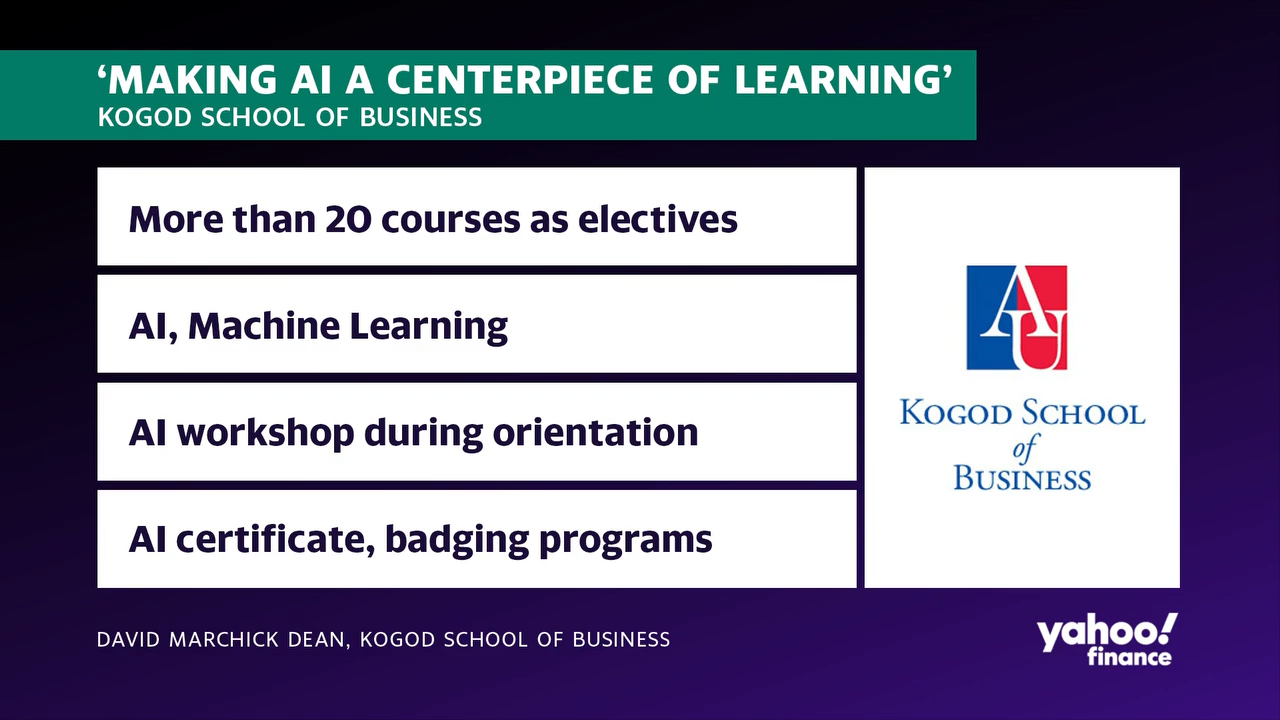 ‘MAKING AI A CENTERPIECE OF LEARNING’
KOGOD SCHOOL OF BUSINESS
More than 20 courses as electives
AI, Machine Learning
AI workshop during orientation
AI certificate, badging programs
AU
KOGOD SCHOOL
of
BUSINESS
DAVID MARCHICK DEAN, KOGOD SCHOOL OF BUSINESS
yahoo!
finance